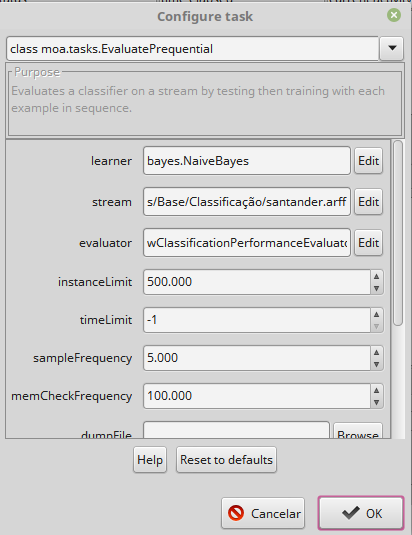 Configure task
class moa.tasks.EvaluatePrequential
Purpose
Evaluates a classifier on a stream by testing then training with each
example in sequence.
learner bayes.NaiveBayes Edit
stream s/Base/Classificação/santander.arff Edit
evaluator wClassificationPerformanceEvaluato Edit
instanceLimit 500.000
timeLimit -1
sampleFrequency 5.000
memCheckFrequency 100.000
dumpFile Browse
Help Reset to defaults
Cancelar OK